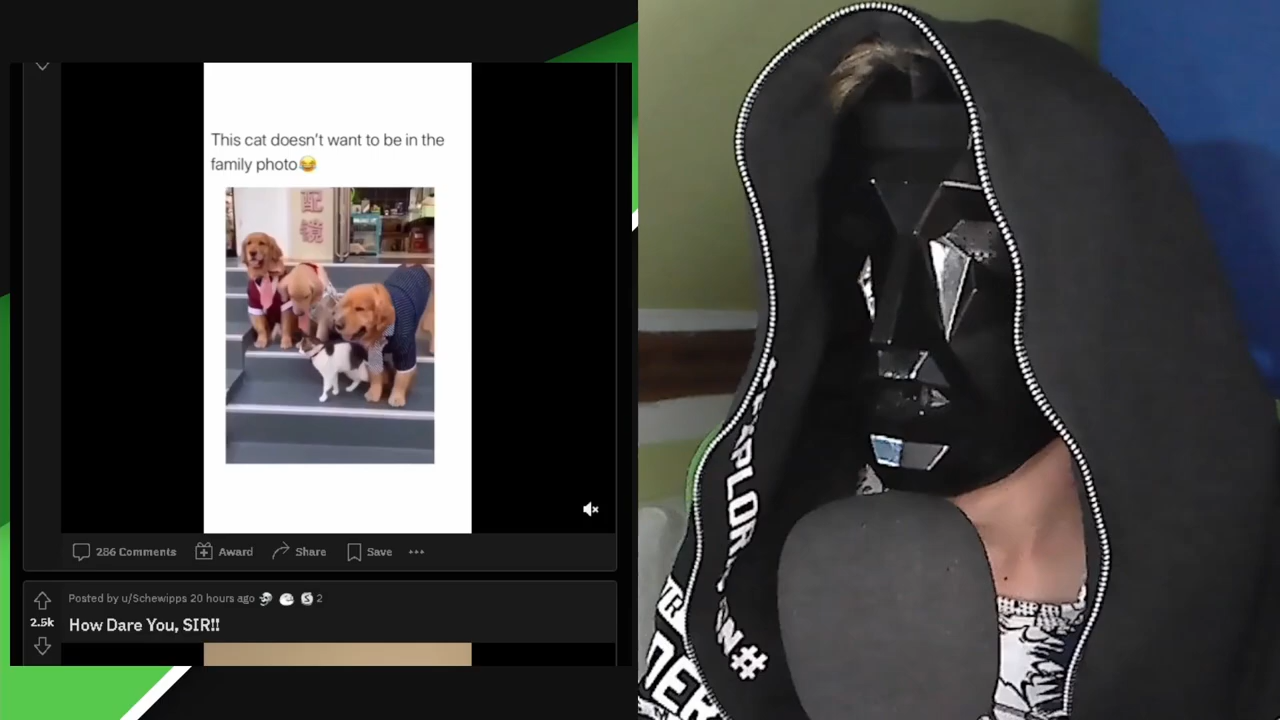 This cat doesn't want to be in the
family photo😂
配
镜
286 Comments
Award
Share
Save
Posted by u/Schewipps 20 hours ago
2
2.5k
How Dare You, SIR!!